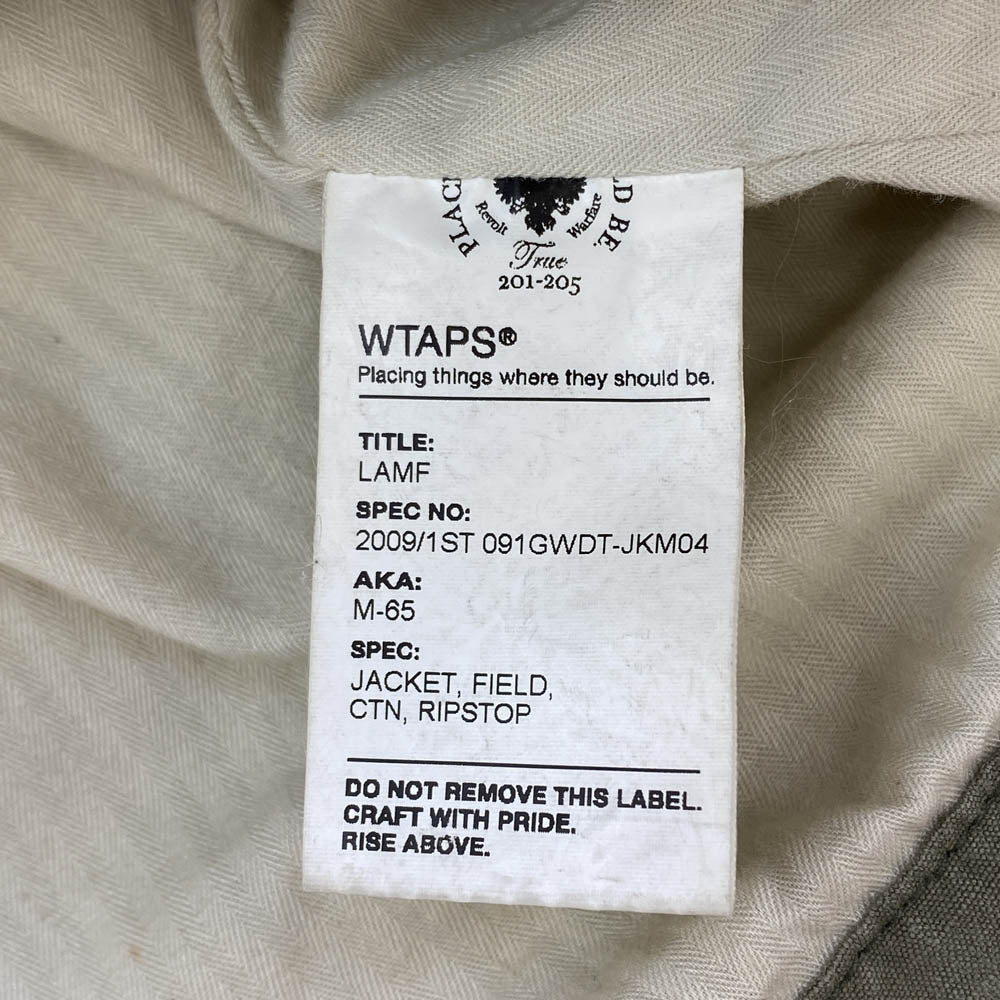 PLAC
LD BE.
Revolt Warfare
True
201-205
WTAPS®
Placing things where they should be.
TITLE:
LAMF
SPEC NO:
2009/1ST 091GWDT-JKM04
AKA:
M-65
SPEC:
JACKET, FIELD,
CTN, RIPSTOP
DO NOT REMOVE THIS LABEL.
CRAFT WITH PRIDE.
RISE ABOVE.